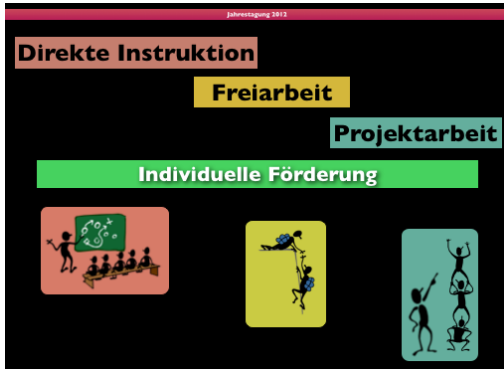 Jahrestagung 2012
Direkte Instruktion
Freiarbeit
Projektarbeit
Individuelle Förderung